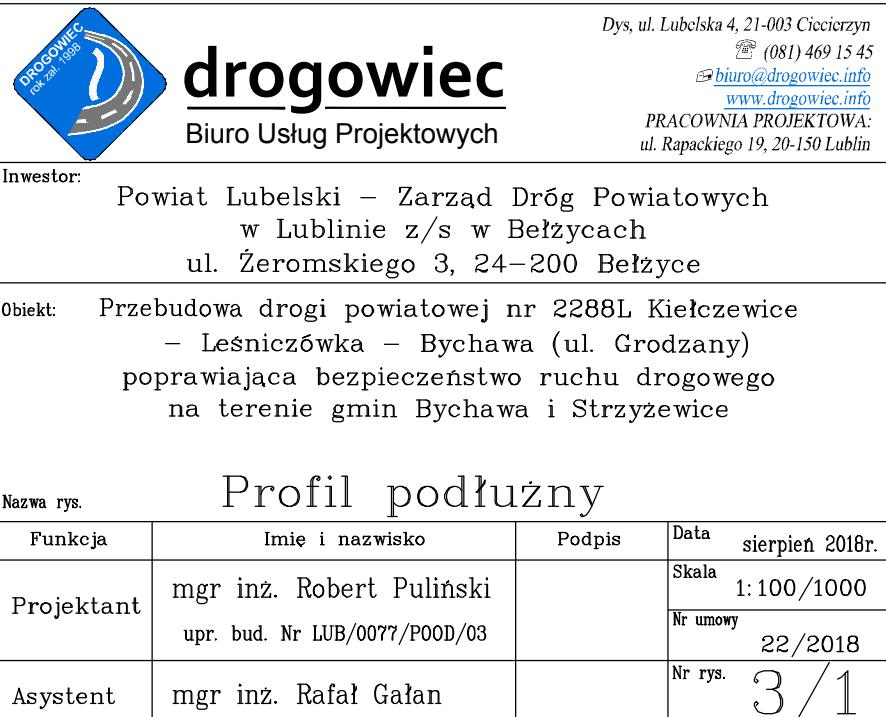 DROGOWIEC
rok zał. 1998
drogowiec
Biuro Usług Projektowych
Dys, ul. Lubelska 4, 21-003 Ciecierzyn
(081) 469 15 45
biuro@drogowiec.info
www.drogowiec.info
PRACOWNIA PROJEKTOWA:
ul. Rapackiego 19, 20-150 Lublin
Inwestor:
Powiat Lubelski – Zarząd Dróg Powiatowych
w Lublinie z/s w Bełżycach
ul. Żeromskiego 3, 24–200 Bełżyce
Obiekt:
Przebudowa drogi powiatowej nr 2288L Kiełczewice
– Leśniczówka – Bychawa (ul. Grodzany)
poprawiająca bezpieczeństwo ruchu drogowego
na terenie gmin Bychawa i Strzyżewice
Nazwa rys.
Profil podłużny
Funkcja
Imię i nazwisko
Podpis
Data
sierpień 2018r.
Projektant
mgr inż. Robert Puliński
upr. bud. Nr LUB/0077/POOD/03
Skala
1:100/1000
Nr umowy
22/2018
Asystent
mgr inż. Rafał Gałan
Nr rys.
3/1